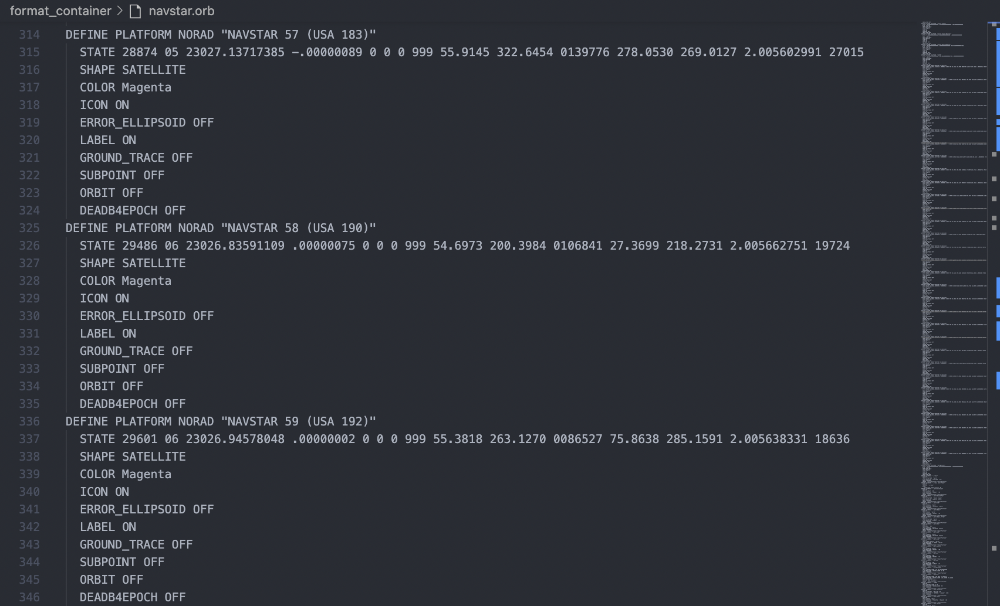 format_container > navstar.orb
314 DEFINE PLATFORM NORAD "NAVSTAR 57 (USA 183)"
315 STATE 28874 05 23027.13717385 -.00000089 0 0 0 999 55.9145 322.6454 0139776 278.0530 269.0127 2.005602991 27015
316 SHAPE SATELLITE
317 COLOR Magenta
318 ICON ON
319 ERROR_ELLIPSOID OFF
320 LABEL ON
321 GROUND_TRACE OFF
322 SUBPOINT OFF
323 ORBIT OFF
324 DEADB4EPOCH OFF
325 DEFINE PLATFORM NORAD "NAVSTAR 58 (USA 190)"
326 STATE 29486 06 23026.83591109 .00000075 0 0 0 999 54.6973 200.3984 0106841 27.3699 218.2731 2.005662751 19724
327 SHAPE SATELLITE
328 COLOR Magenta
329 ICON ON
330 ERROR_ELLIPSOID OFF
331 LABEL ON
332 GROUND_TRACE OFF
333 SUBPOINT OFF
334 ORBIT OFF
335 DEADB4EPOCH OFF
336 DEFINE PLATFORM NORAD "NAVSTAR 59 (USA 192)"
337 STATE 29601 06 23026.94578048 .00000002 0 0 0 999 55.3818 263.1270 0086527 75.8638 285.1591 2.005638331 18636
338 SHAPE SATELLITE
339 COLOR Magenta
340 ICON ON
341 ERROR_ELLIPSOID OFF
342 LABEL ON
343 GROUND_TRACE OFF
344 SUBPOINT OFF
345 ORBIT OFF
346 DEADB4EPOCH OFF